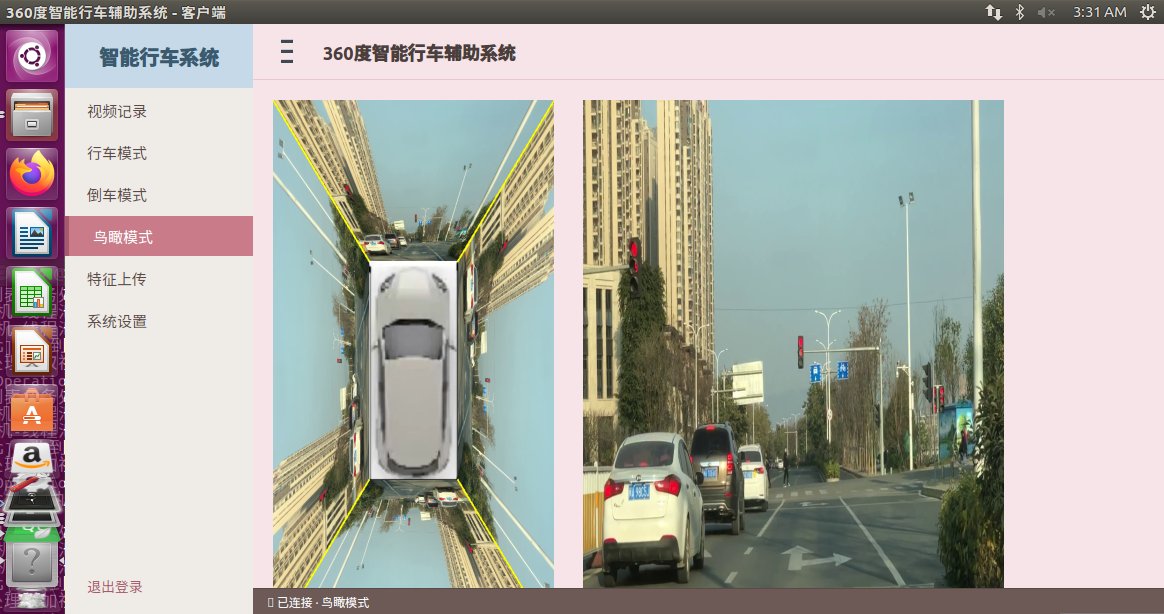 360度智能行车辅助系统 - 客户端
3:31 AM
智能行车系统
360度智能行车辅助系统
视频记录
行车模式
倒车模式
鸟瞰模式
特征上传
系统设置
退出登录
已连接 · 鸟瞰模式